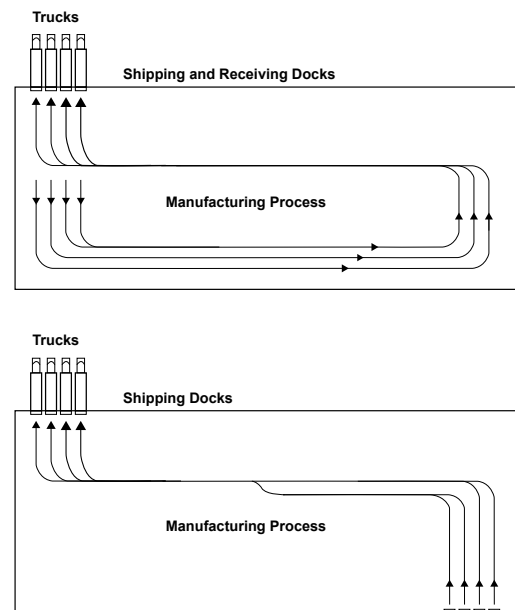 Trucks
Shipping and Receiving Docks
Manufacturing Process
Trucks
Shipping Docks
Manufacturing Process